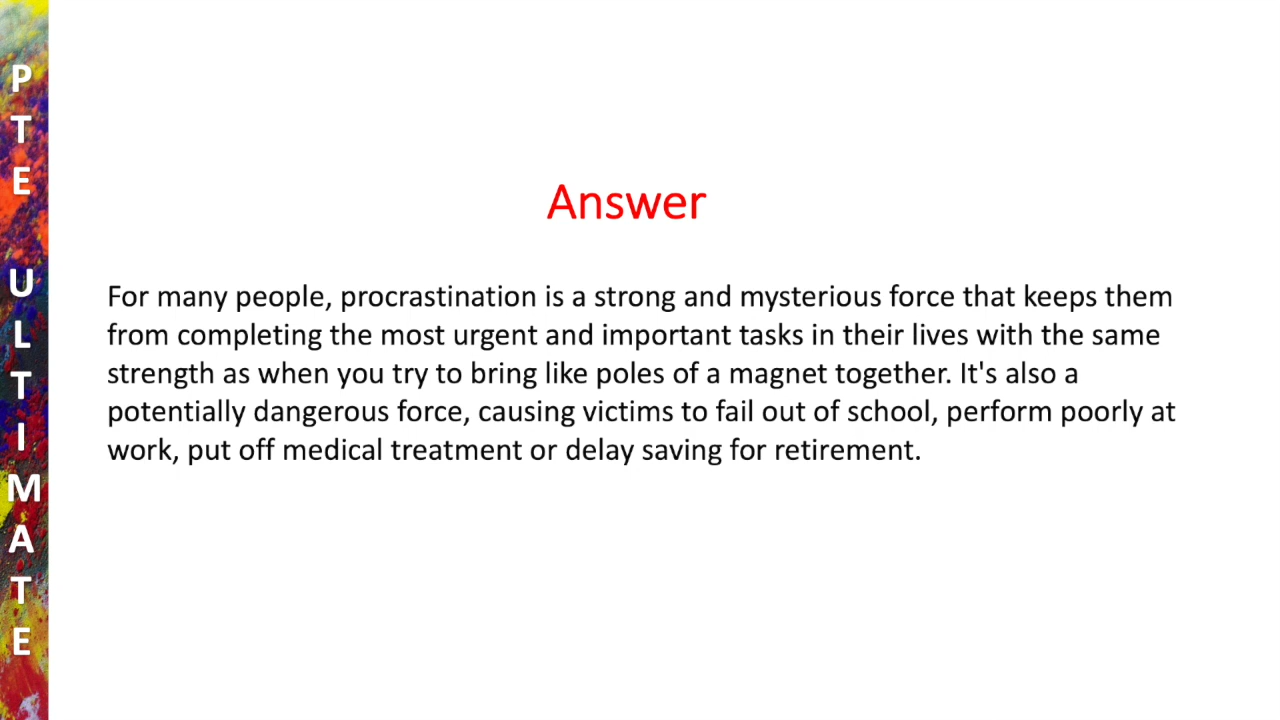 PTE ULTIMATE
Answer
For many people, procrastination is a strong and mysterious force that keeps them
from completing the most urgent and important tasks in their lives with the same
strength as when you try to bring like poles of a magnet together. It's also a
potentially dangerous force, causing victims to fail out of school, perform poorly at
work, put off medical treatment or delay saving for retirement.